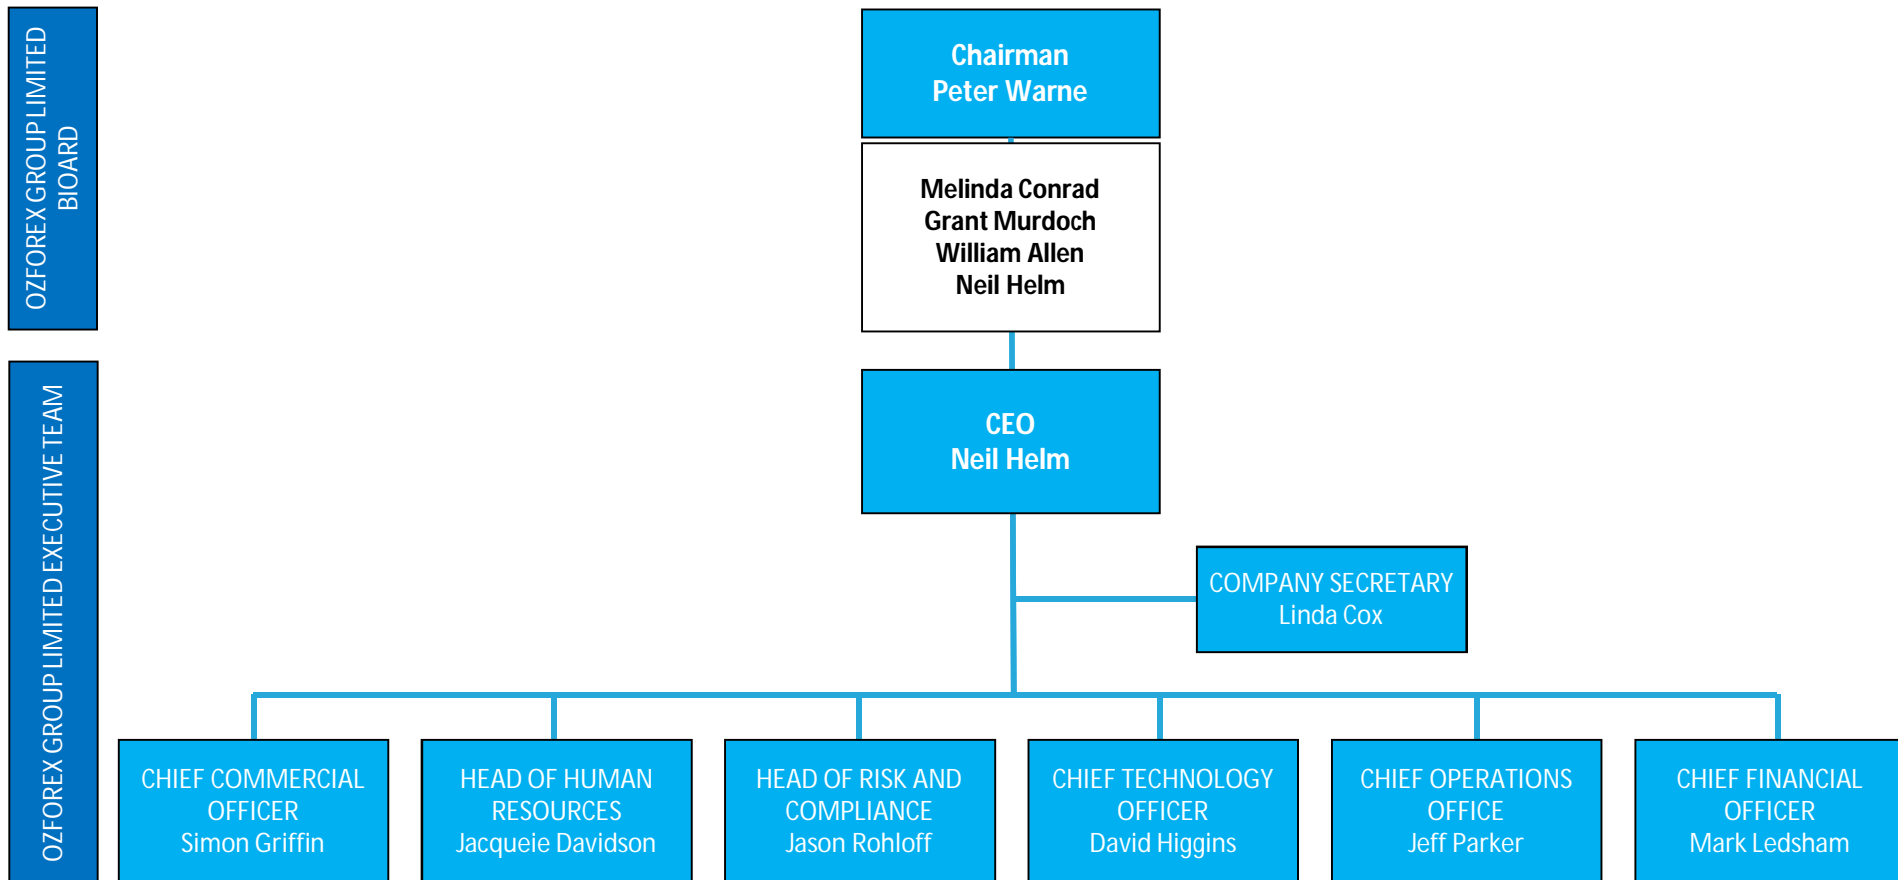 OZFOREX GROUP LIMITED
BIOARD
Chairman
Peter Warne
Melinda Conrad
Grant Murdoch
William Allen
Neil Helm
OZFOREX GROUP LIMITED EXECUTIVE TEAM
CEO
Neil Helm
COMPANY SECRETARY
Linda Cox
CHIEF COMMERCIAL
OFFICER
Simon Griffin
HEAD OF HUMAN
RESOURCES
Jacqueie Davidson
HEAD OF RISK AND
COMPLIANCE
Jason Rohloff
CHIEF TECHNOLOGY
OFFICER
David Higgins
CHIEF OPERATIONS
OFFICE
Jeff Parker
CHIEF FINANCIAL
OFFICER
Mark Ledsham